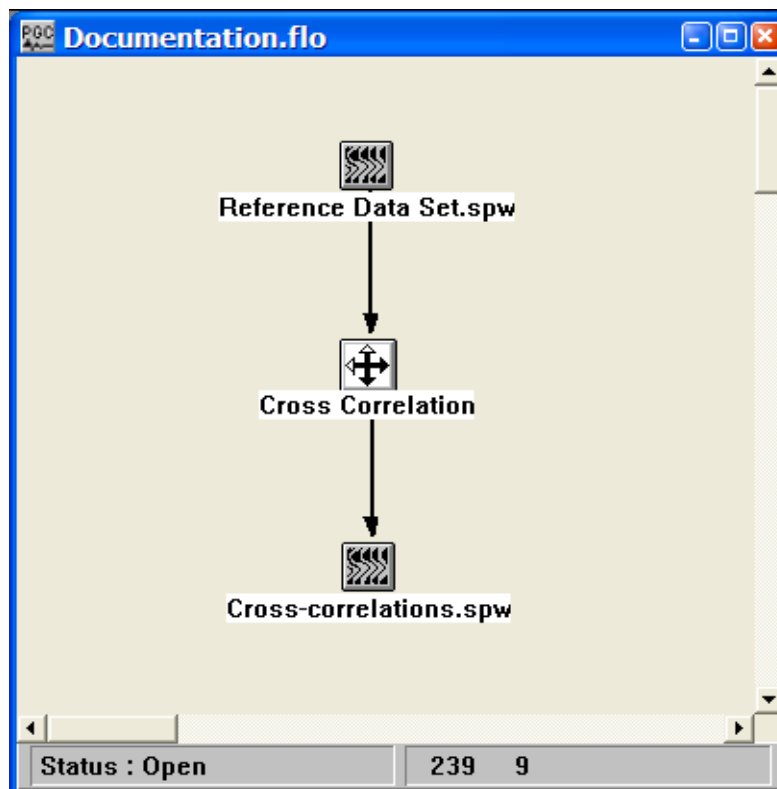 PGC
Documentation.flo
Reference Data Set.spw
Cross Correlation
Cross-correlations.spw
Status : Open
239 9